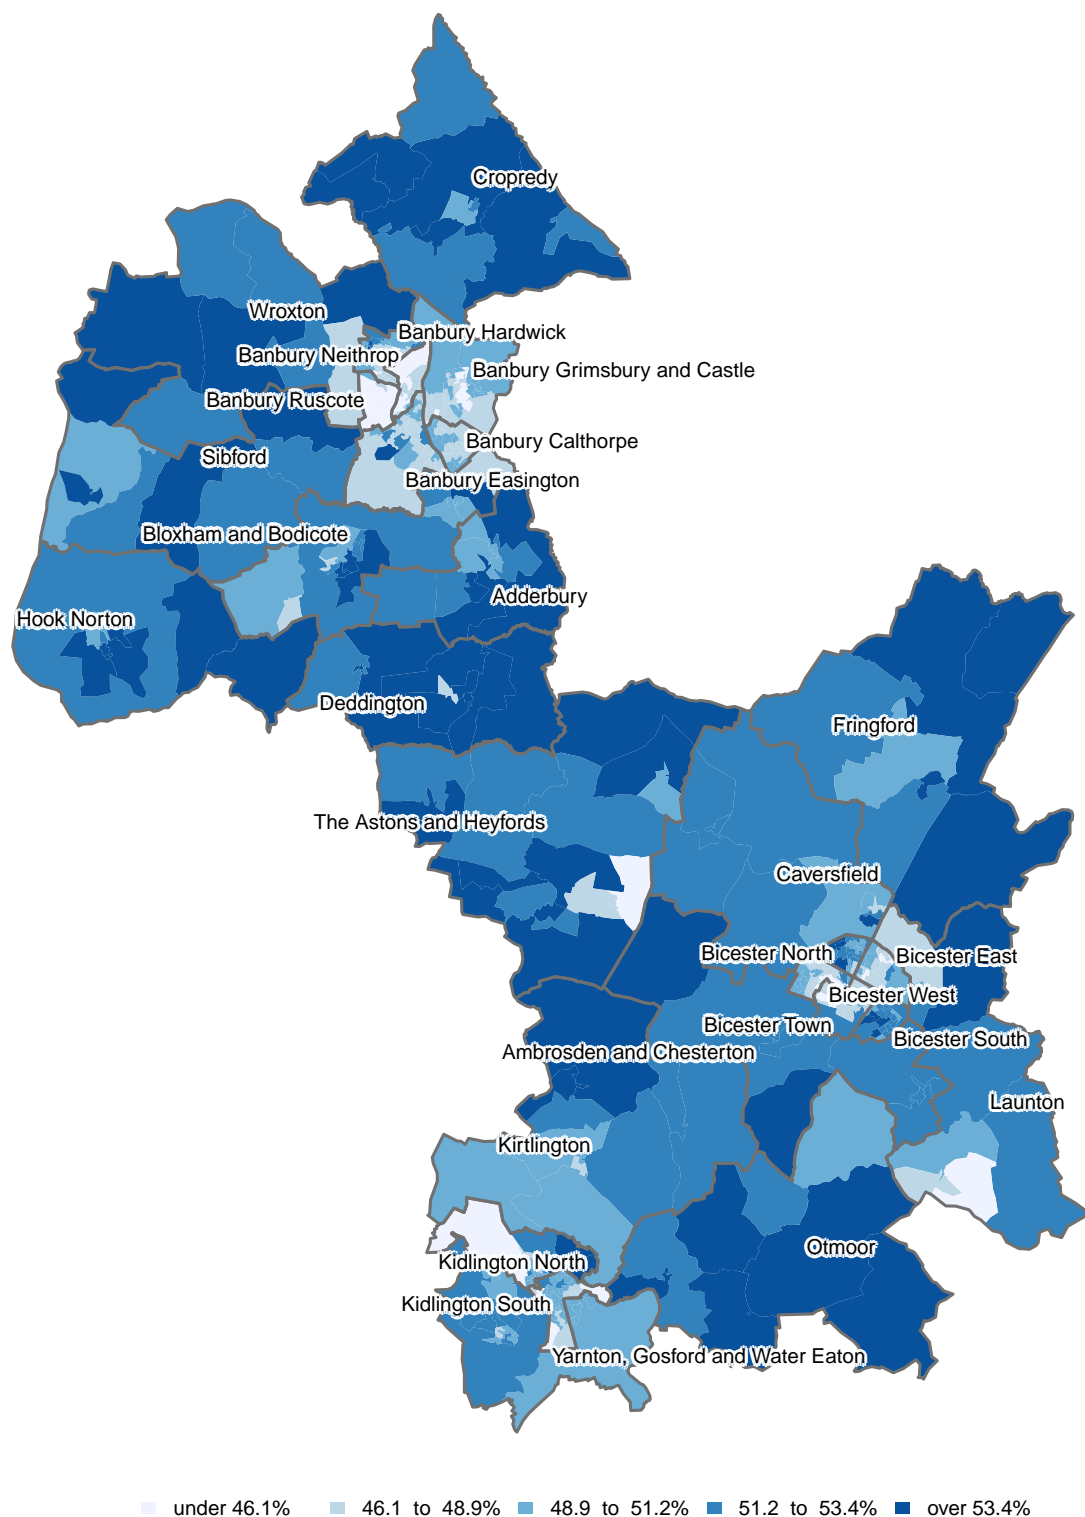 Cropredy
Wroxton
Banbury Hardwick
Banbury Neithrop
Banbury Grimsbury and Castle
Banbury Ruscote
Banbury Calthorpe
Sibford
Banbury Easington
Bloxham and Bodicote
Adderbury
Hook Norton
Deddington
Fringford
The Astons and Heyfords
Caversfield
Bicester North
Bicester East
Bicester West
Bicester Town
Bicester South
Ambrosden and Chesterton
Launton
Kirtlington
Otmoor
Kidlington North
Kidlington South
Yarnton, Gosford and Water Eaton
under 46.1% 46.1 to 48.9% 48.9 to 51.2% 51.2 to 53.4% over 53.4%